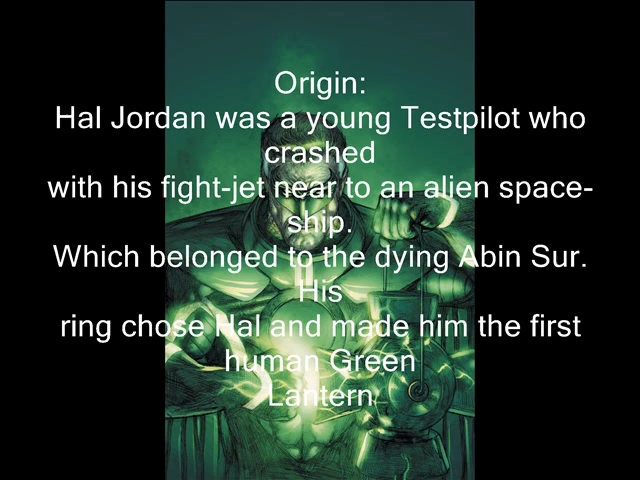 Origin:
Hal Jordan was a young Testpilot who
crashed
with his fight-jet near to an alien space-
ship.
Which belonged to the dying Abin Sur.
His
ring chose Hal and made him the first
human Green
Lantern